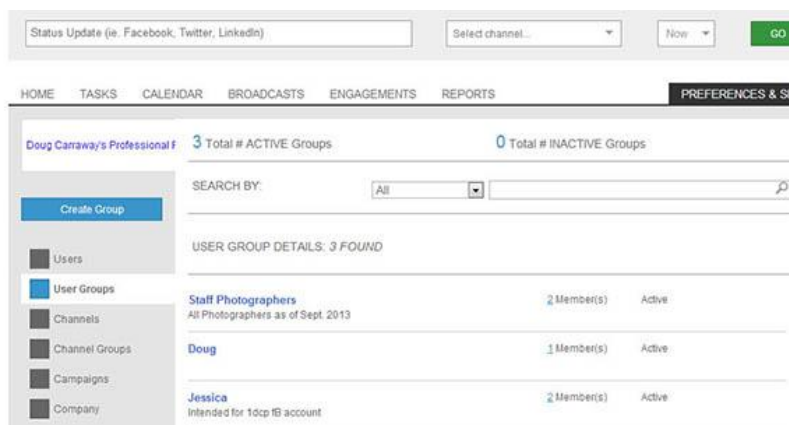 Status Update (ie. Facebook, Twitter, LinkedIn) Select channel... Now GO
HOME TASKS CALENDAR BROADCASTS ENGAGEMENTS REPORTS PREFERENCES & S
Doug Carraway's Professional F
3 Total # ACTIVE Groups 0 Total # INACTIVE Groups
SEARCH BY: All
Create Group
USER GROUP DETAILS: 3 FOUND
Users
User Groups
Channels
Channel Groups
Campaigns
Company
Staff Photographers 2 Member(s) Active
All Photographers as of Sept. 2013
Doug 1 Member(s) Active
Jessica 2 Member(s) Active
Intended for 1dcp fB account